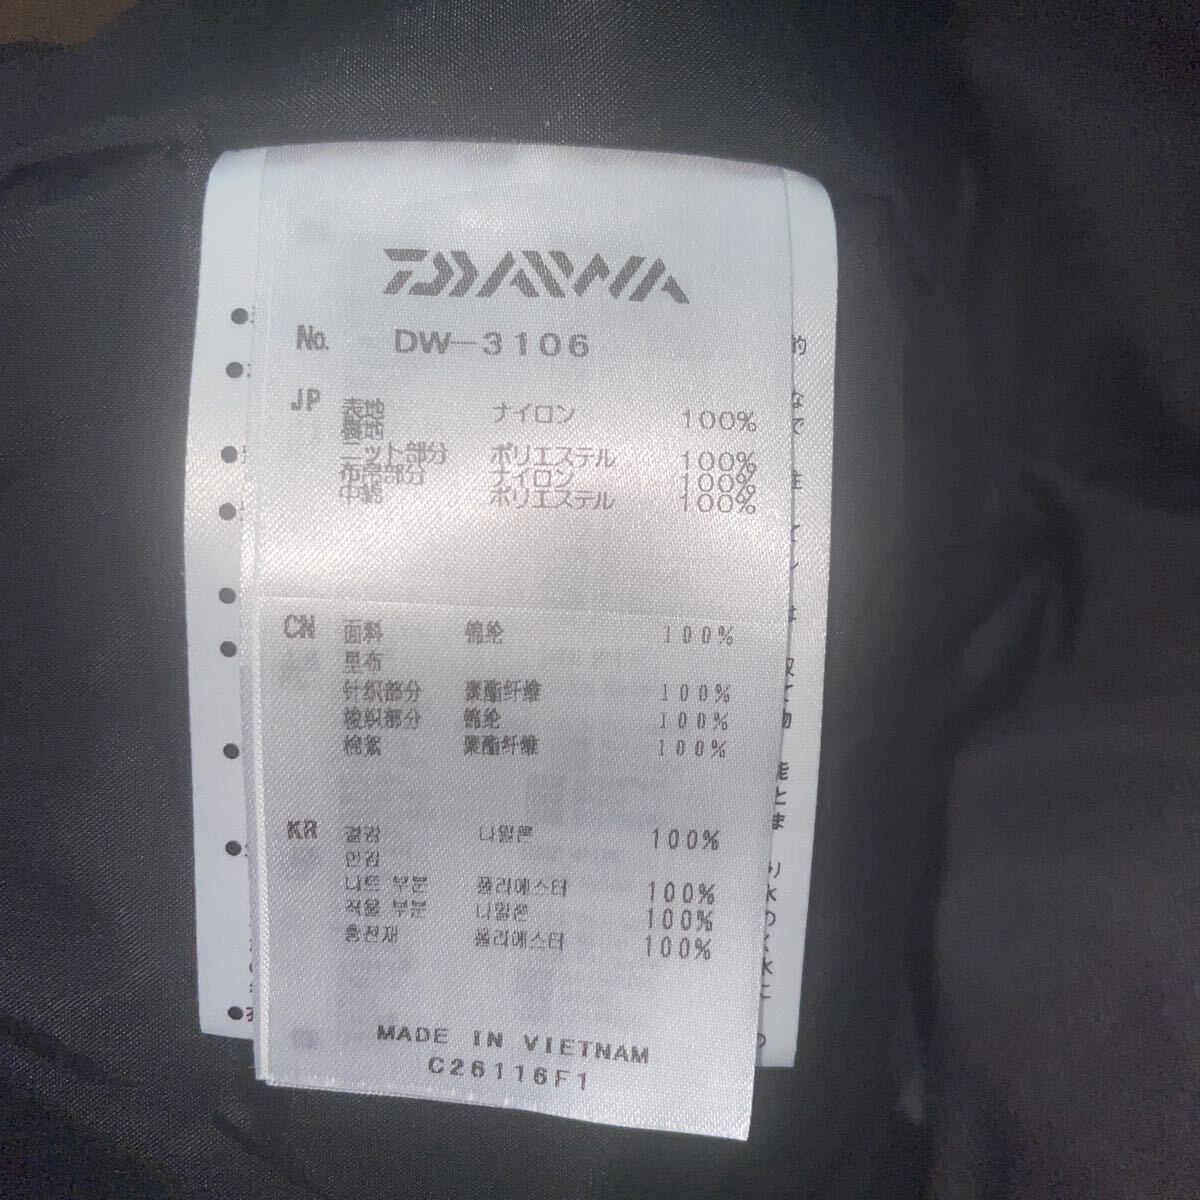 DAIWA
No. DW-3106
JP 表地 ナイロン 100%
裏地
ニット部分 ポリエステル 100%
布帛部分 ナイロン 100%
中綿 ポリエステル 100%
CN 面料 锦纶 100%
里布
针织部分 聚酯纤维 100%
梭织部分 锦纶 100%
棉絮 聚酯纤维 100%
KR 겉감 나일론 100%
안감
니트 부분 폴리에스터 100%
직물 부분 나일론 100%
충전재 폴리에스터 100%
MADE IN VIETNAM
C26116F1